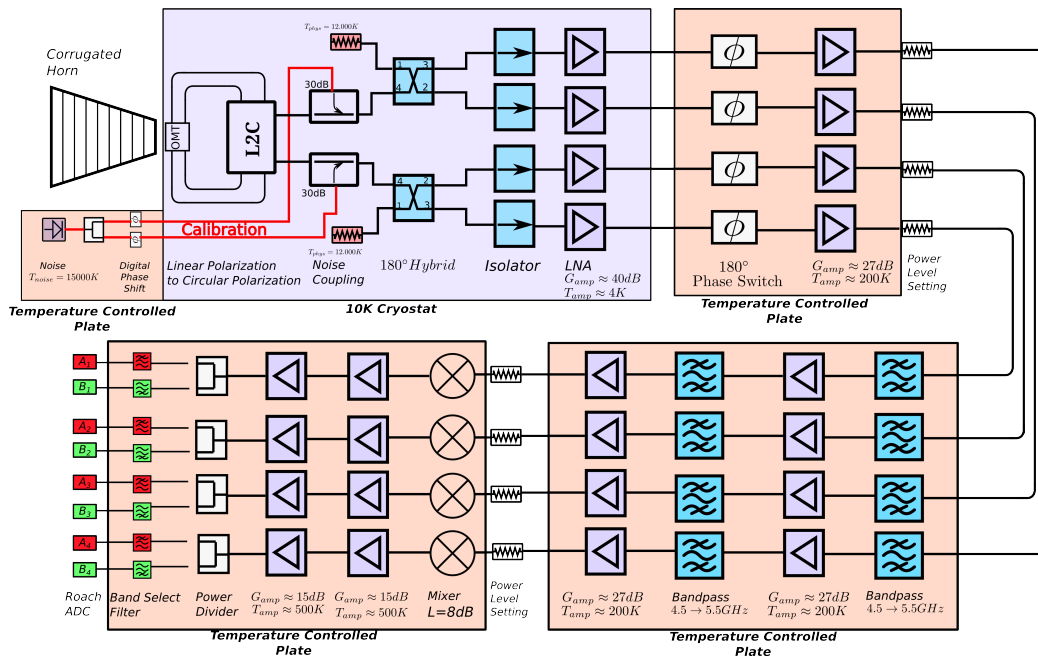 Corrugated
Horn
OMT
L2C
T_phys = 12.000K
30dB
1
3
4
2
4
2
1
3
30dB
T_phys = 12.000K
ϕ
ϕ
ϕ
ϕ
ϕ
ϕ
Calibration
Noise
T_noise = 15000K
Digital
Phase
Shift
Temperature Controlled
Plate
Linear Polarization
to Circular Polarization
Noise
Coupling
180° Hybrid
Isolator
LNA
G_amp ≈ 40dB
T_amp ≈ 4K
10K Cryostat
180°
Phase Switch
G_amp ≈ 27dB
T_amp ≈ 200K
Temperature Controlled
Plate
Power
Level
Setting
A₁
B₁
A₂
B₂
A₃
B₃
A₄
B₄
Roach
ADC
Band Select
Filter
Power
Divider
G_amp ≈ 15dB
T_amp ≈ 500K
G_amp ≈ 15dB
T_amp ≈ 500K
Mixer
L=8dB
Temperature Controlled
Plate
Power
Level
Setting
G_amp ≈ 27dB
T_amp ≈ 200K
Bandpass
4.5 → 5.5GHz
G_amp ≈ 27dB
T_amp ≈ 200K
Bandpass
4.5 → 5.5GHz
Temperature Controlled
Plate